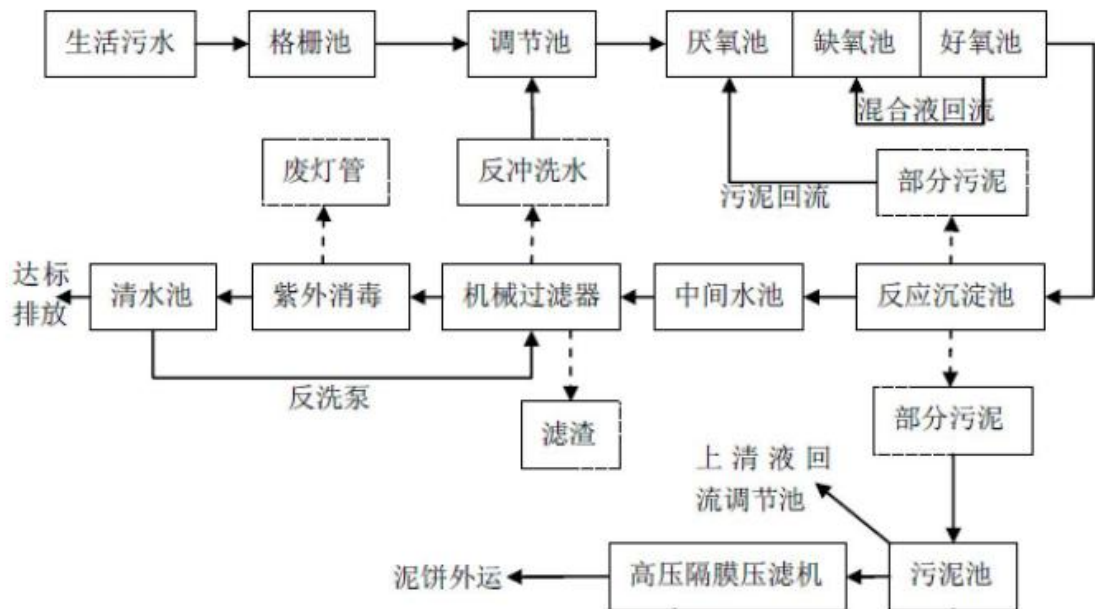 生活污水
格栅池
调节池
厌氧池
缺氧池
好氧池
混合液回流
废灯管
反冲洗水
部分污泥
污泥回流
达标
排放
清水池
紫外消毒
机械过滤器
中间水池
反应沉淀池
反洗泵
滤渣
部分污泥
上清液回
流调节池
泥饼外运
高压隔膜压滤机
污泥池